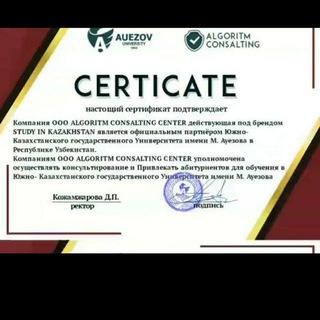 AUEZOV
UNIVERSITY
ALGORITM
CONSALTING
CERTICATE
настощий сертификат подтверждает
Компания ООО ALGORITM CONSALTING CENTER действующая под брендом
STUDY IN KAZAKHSTAN является официальным партнёром Южно-
Казахстанского государственного Университета имени М. Ауезова в
Республике Узбекистан.
Компаниям ООО ALGORITM CONSALTING CENTER уполномочена
осуществлять консультирование и Привлекать абитурентов для обучения в
Южно- Казахстанского государственного Университета имени М. Ауезова
Кожамжарова Д.П.
ректор
подпись